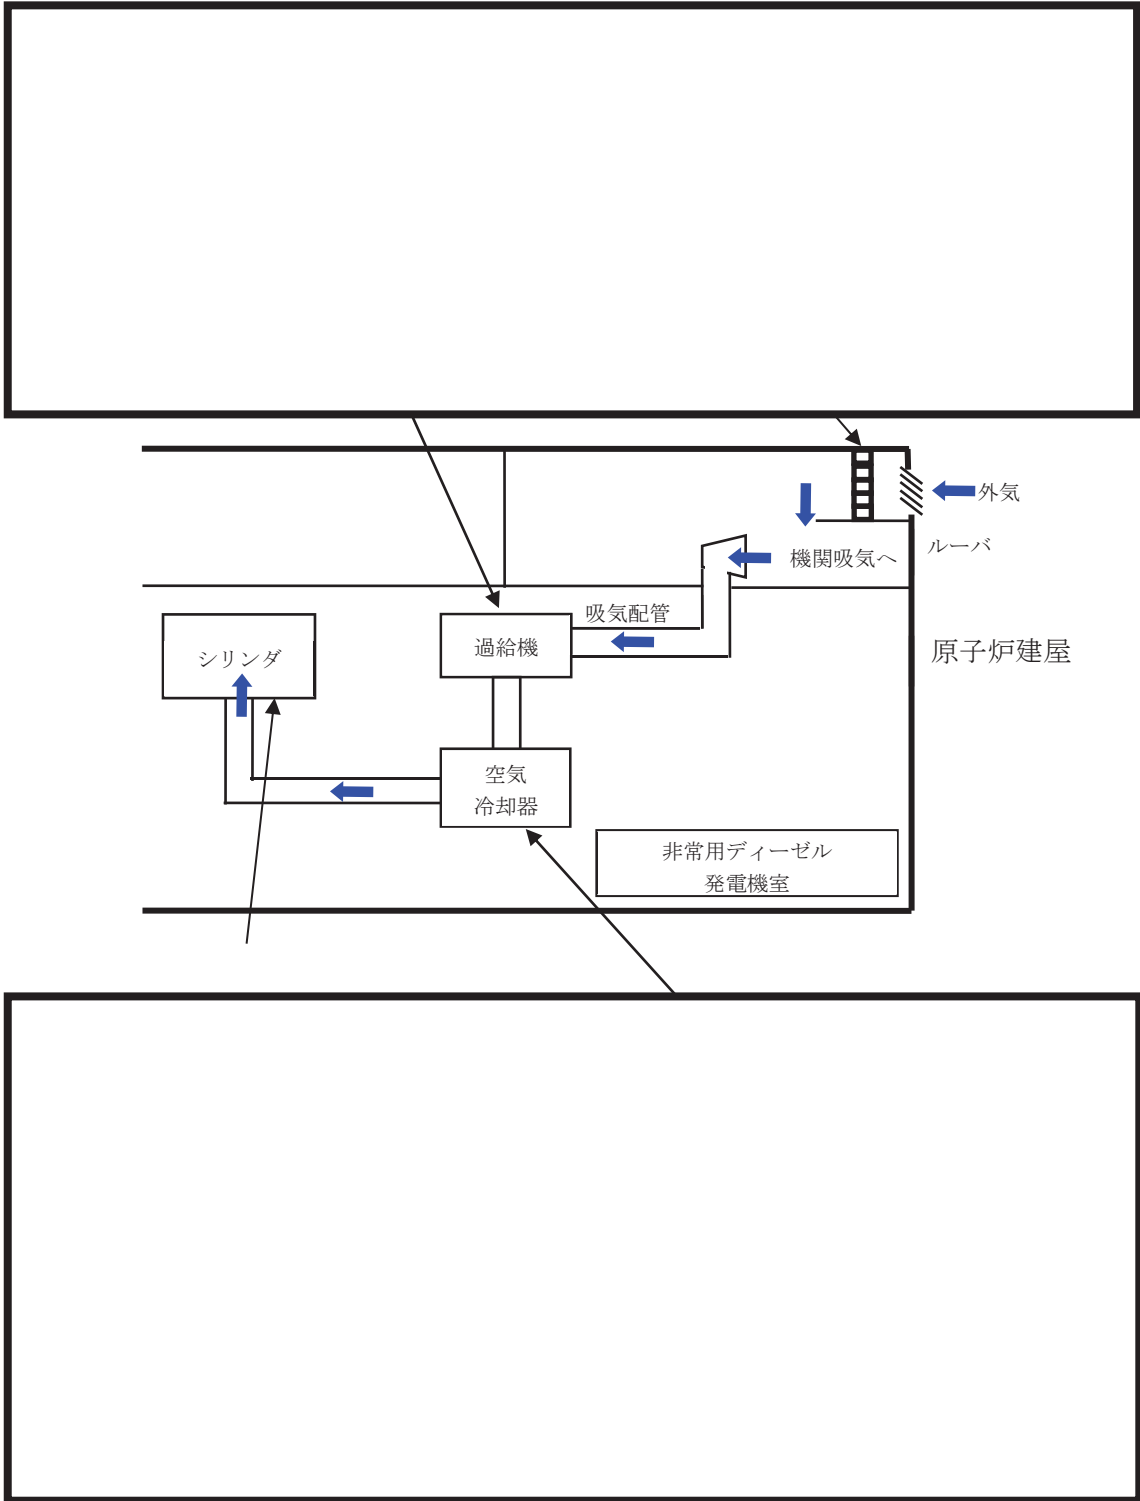 外気
ルーバ
機関吸気へ
吸気配管
過給機
シリンダ
原子炉建屋
空気
冷却器
非常用ディーゼル
発電機室